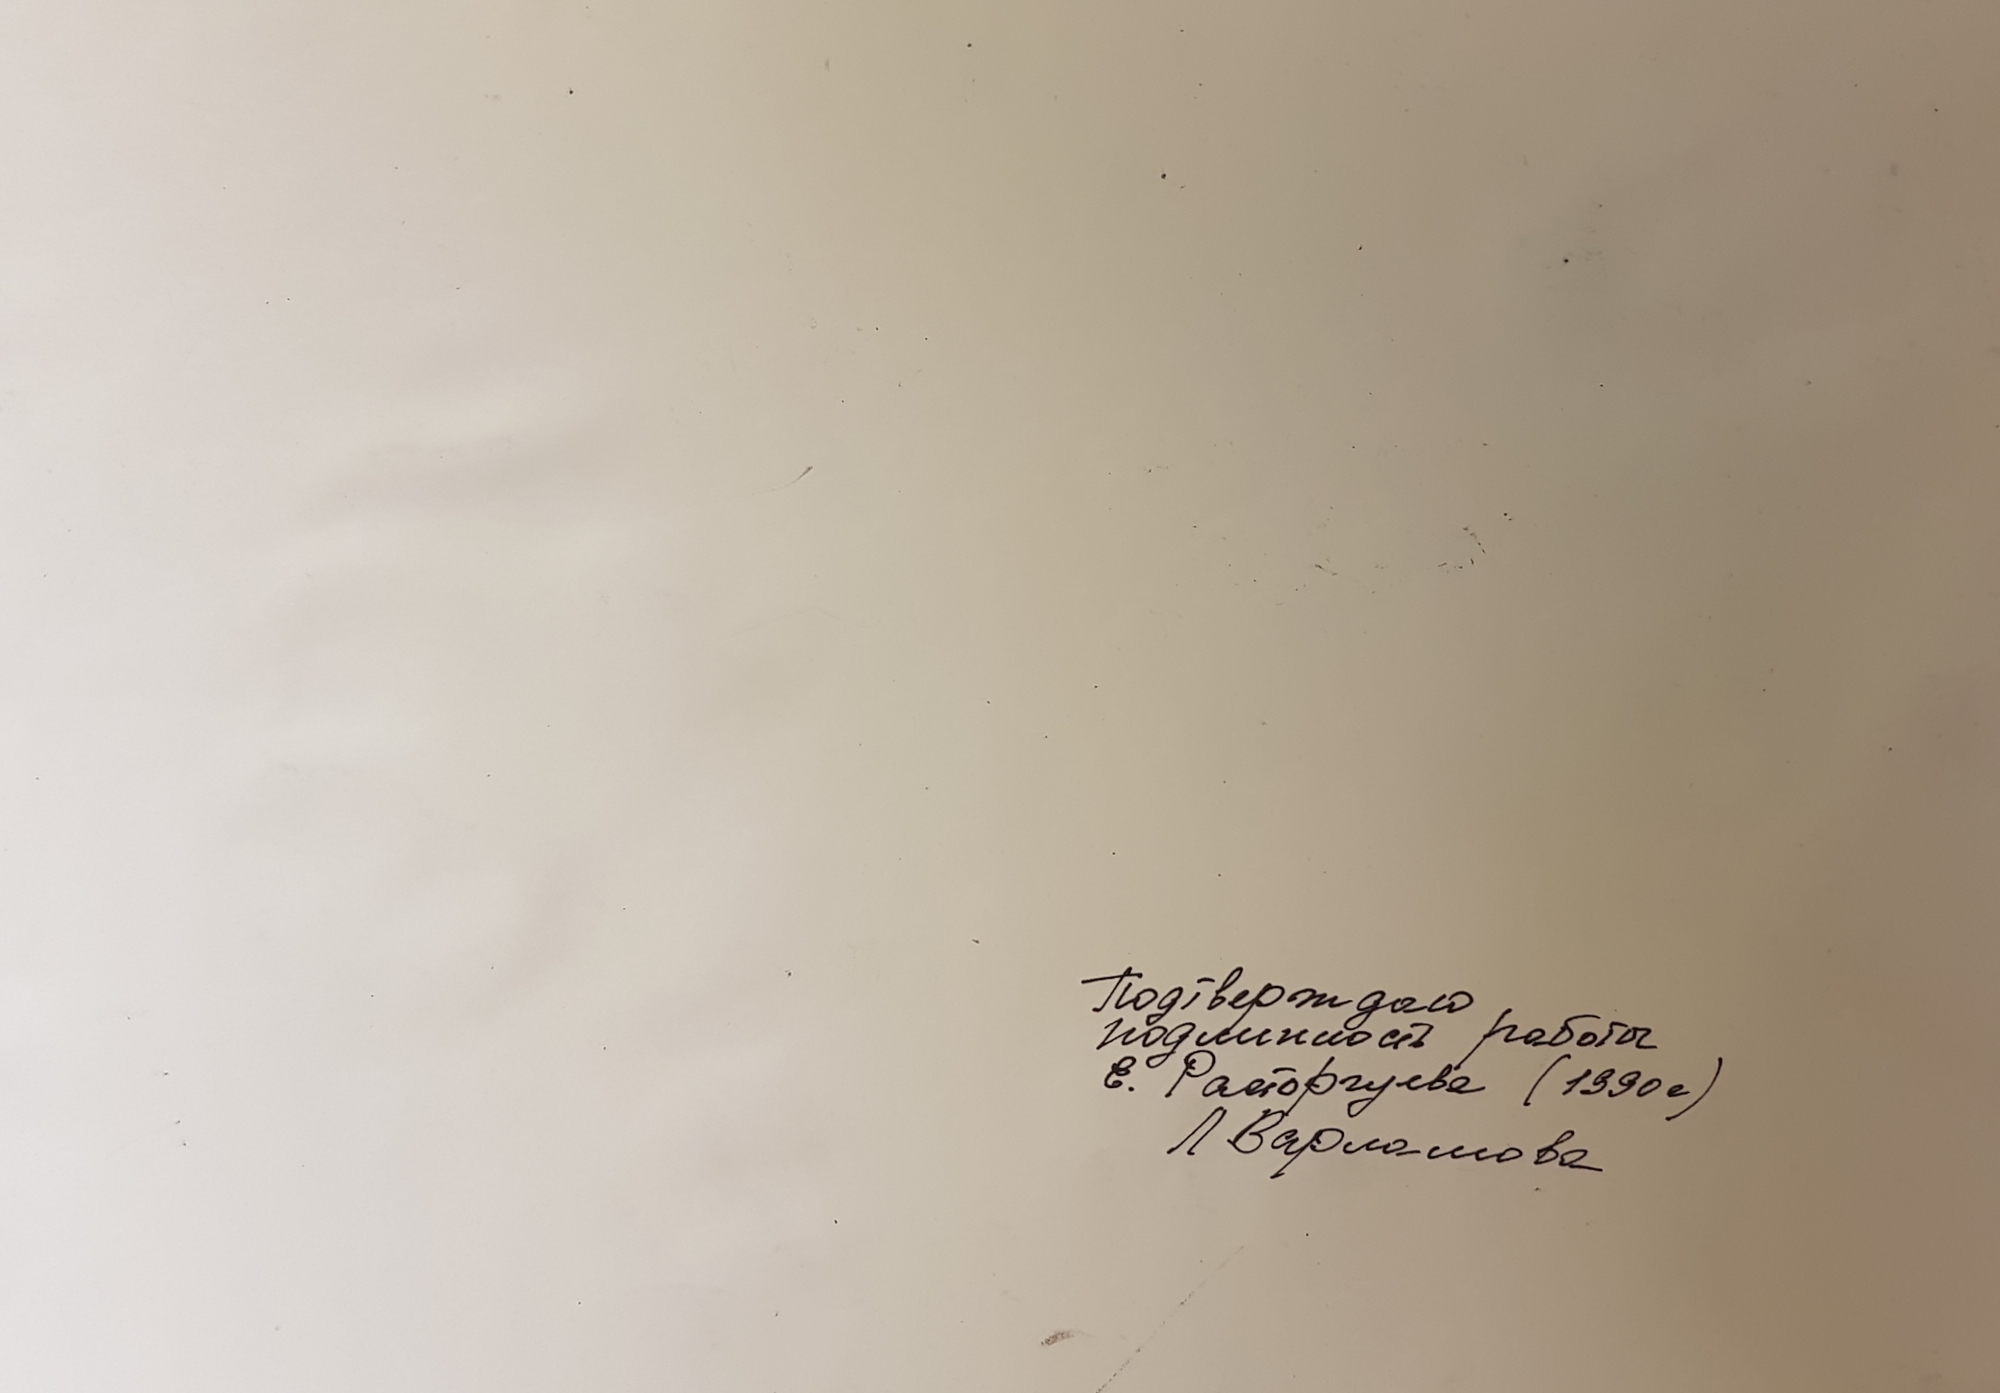 Подтверждаю
подлинность работы
Е. Расторгуева (1990г)
Л Варламова